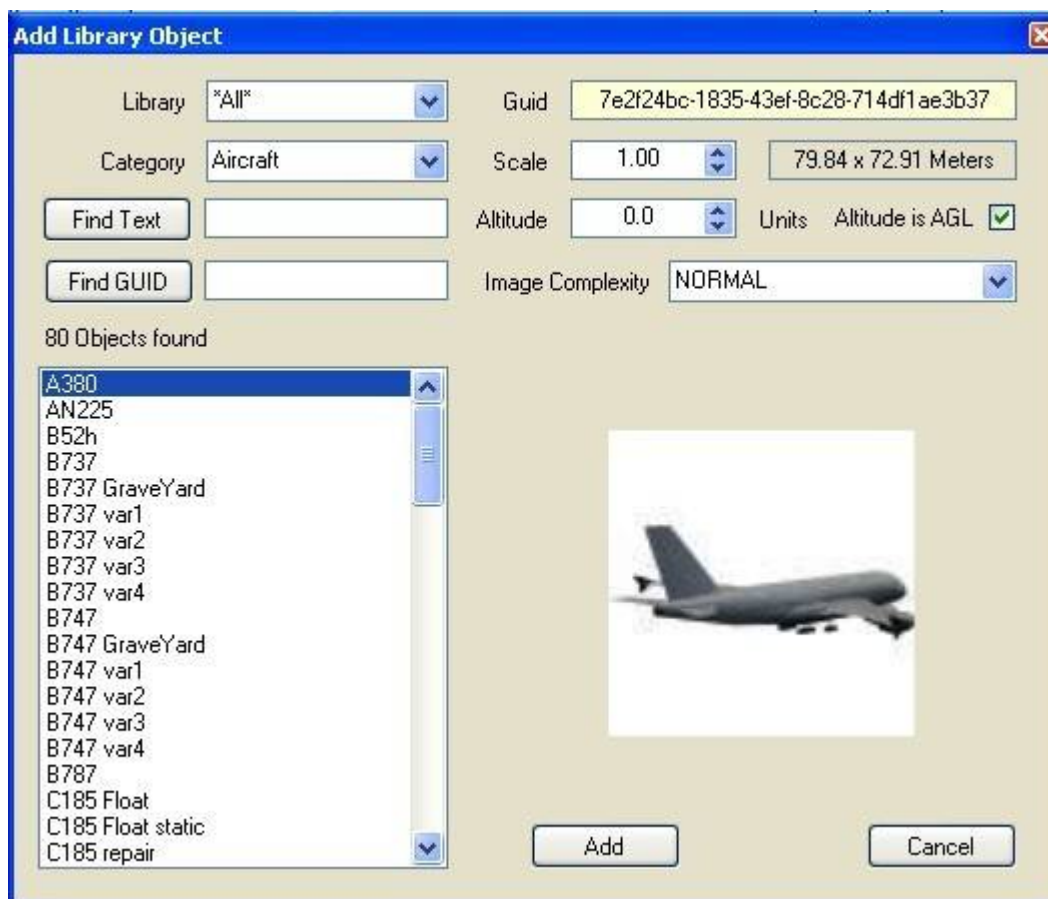 Add Library Object
Library "All"
Guid 7e2f24bc-1835-43ef-8c28-714df1ae3b37
Category Aircraft
Scale 1.00 79.84 x 72.91 Meters
Find Text
Altitude 0.0 Units Altitude is AGL
Find GUID
Image Complexity NORMAL
80 Objects found
A380
AN225
B52h
B737
B737 GraveYard
B737 var1
B737 var2
B737 var3
B737 var4
B747
B747 GraveYard
B747 var1
B747 var2
B747 var3
B747 var4
B787
C185 Float
C185 Float static
C185 repair
Add
Cancel